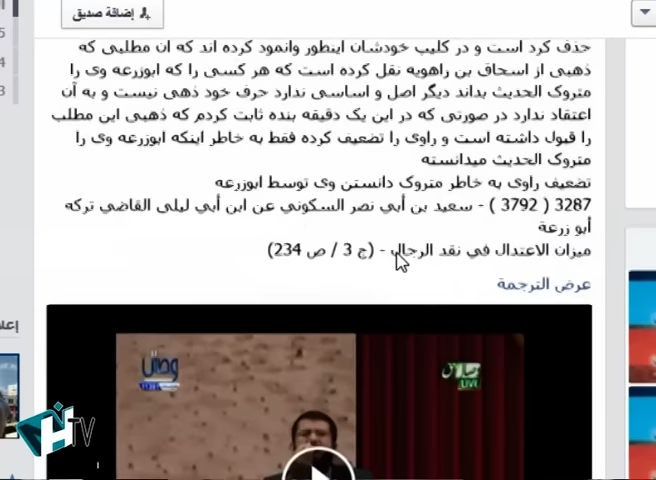 إضافة صديق
حذف کرد است و در کلیپ خودشان اینطور وانمود کرده اند که ان مطلبی که
ذهبی از اسحاق بن راهویه نقل کرده است که هر کسی را که ابوزرعه وی را
متروک الحدیث بداند دیگر اصل و اساسی ندارد حرف خود ذهبی نیست و به آن
اعتقاد ندارد در صورتی که در این یک دقیقه بنده ثابت کردم که ذهبی این مطلب
را قبول داشته است و راوی را تضعیف کرده فقط به خاطر اینکه ابوزرعه وی را
متروک الحدیث میدانسته
تضعیف راوی به خاطر متروک دانستن وی توسط ابوزرعه
3287 ( 3792 ) - سعيد بن أبي نصر السكوني عن ابن أبي ليلى القاضي تركه
أبو زرعة
ميزان الاعتدال في نقد الرجال - (ج 3 / ص 234)
عرض الترجمة
وصال
وصال
LIVE
إعلا
HTV